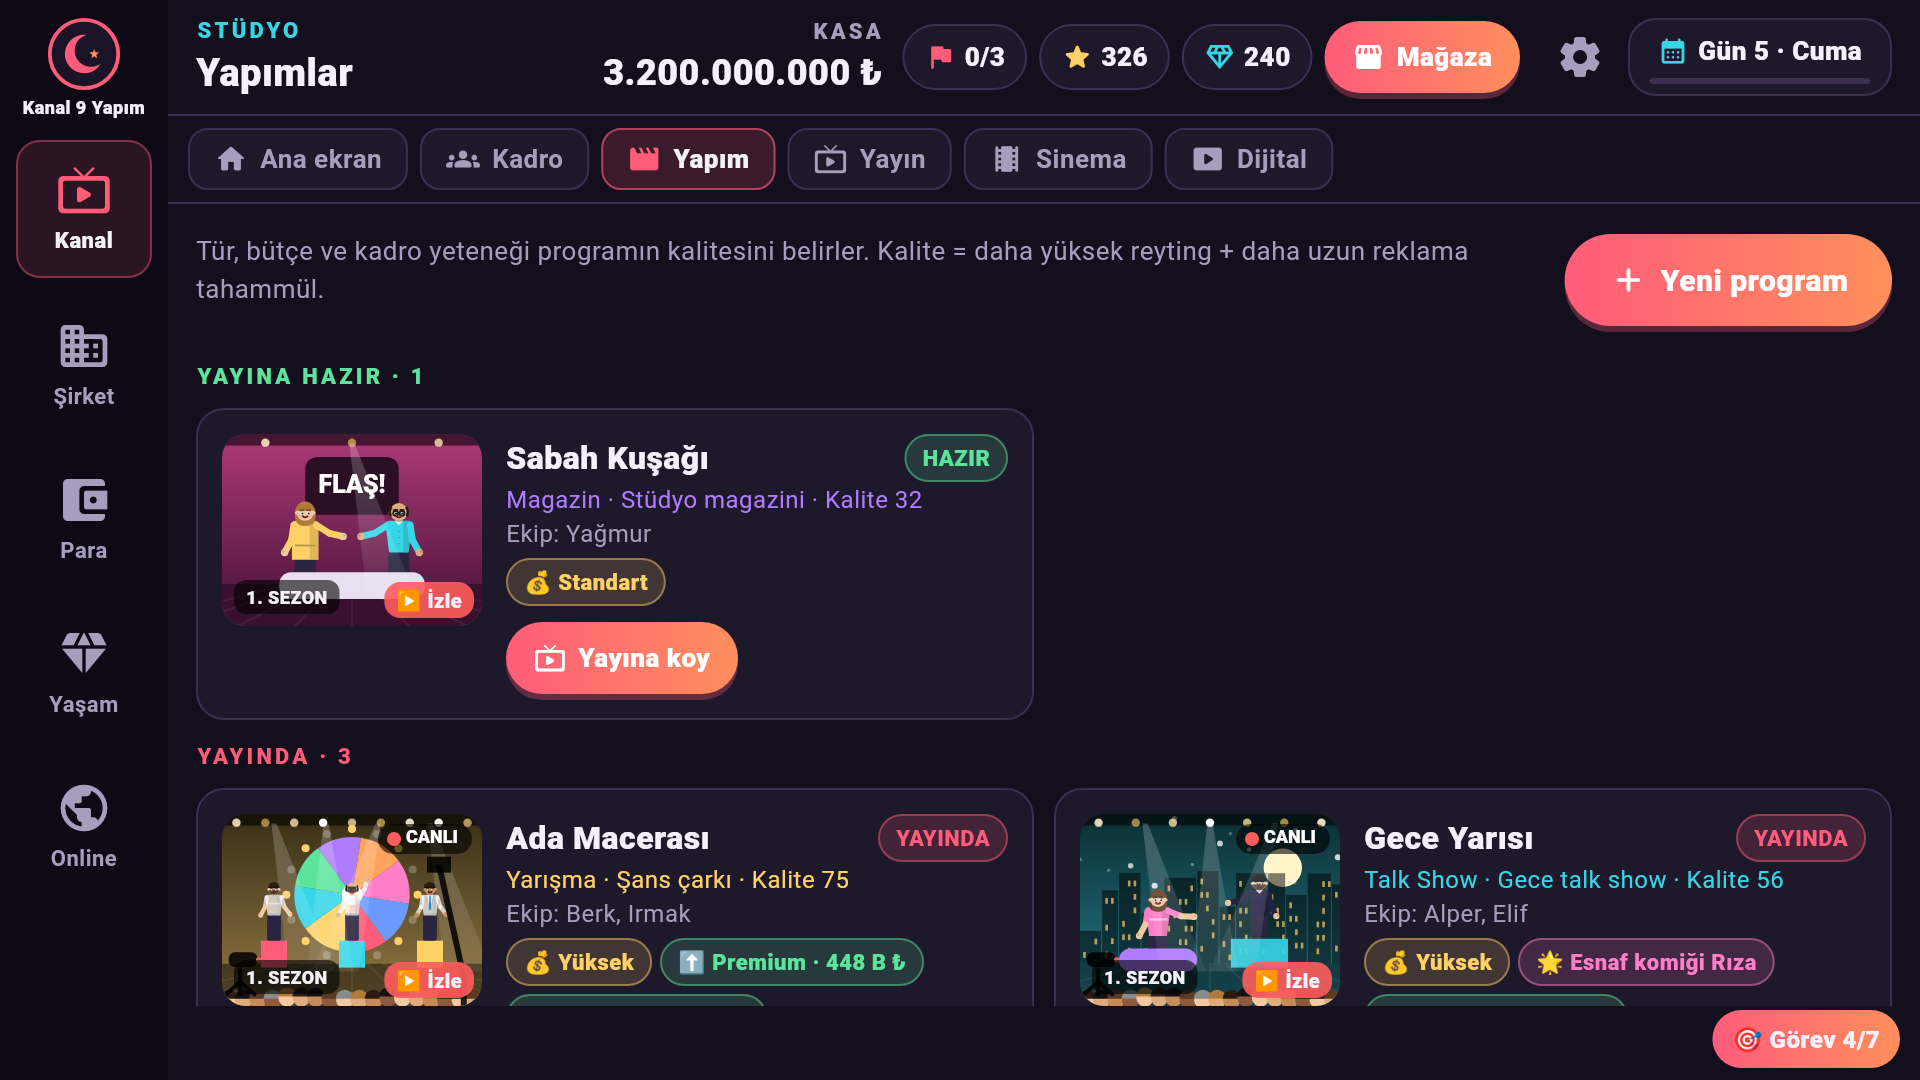 Kanal 9 Yapım
Kanal
Şirket
Para
Yaşam
Online
STÜDYO
Yapımlar
KASA
3.200.000.000 ₺
0/3
326
240
Mağaza
Gün 5 · Cuma
Ana ekran
Kadro
Yapım
Yayın
Sinema
Dijital
Tür, bütçe ve kadro yeteneği programın kalitesini belirler. Kalite = daha yüksek reyting + daha uzun reklama
tahammül.
Yeni program
YAYINA HAZIR · 1
FLAŞ!
1. SEZON
İzle
Sabah Kuşağı
HAZIR
Magazin · Stüdyo magazini · Kalite 32
Ekip: Yağmur
Standart
Yayına koy
YAYINDA · 3
CANLI
1. SEZON
İzle
Ada Macerası
YAYINDA
Yarışma · Şans çarkı · Kalite 75
Ekip: Berk, Irmak
Yüksek
Premium · 448 B ₺
CANLI
1. SEZON
İzle
Gece Yarısı
YAYINDA
Talk Show · Gece talk show · Kalite 56
Ekip: Alper, Elif
Yüksek
Esnaf komiği Rıza
Görev 4/7